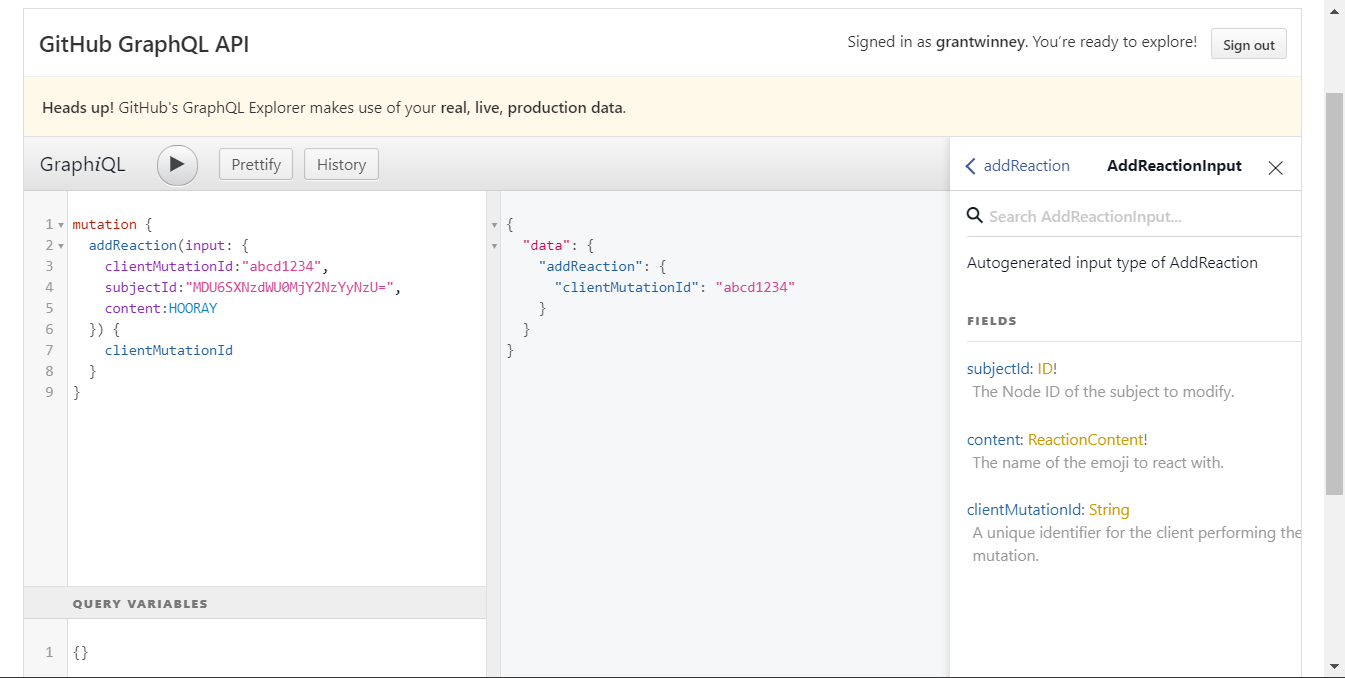 GitHub GraphQL API
Signed in as grantwinney. You’re ready to explore!
Sign out
Heads up! GitHub's GraphQL Explorer makes use of your real, live, production data.
GraphiQL
Prettify
History
1 mutation {
2 addReaction(input: {
3 clientMutationId:"abcd1234",
4 subjectId:"MDU6SXNzdWU0MjY2NzYyNzU=",
5 content:HOORAY
6 }) {
7 clientMutationId
8 }
9 }
QUERY VARIABLES
1 {}
{
"data": {
"addReaction": {
"clientMutationId": "abcd1234"
}
}
}
addReaction
AddReactionInput
Search AddReactionInput...
Autogenerated input type of AddReaction
FIELDS
subjectId: ID!
The Node ID of the subject to modify.
content: ReactionContent!
The name of the emoji to react with.
clientMutationId: String
A unique identifier for the client performing the
mutation.